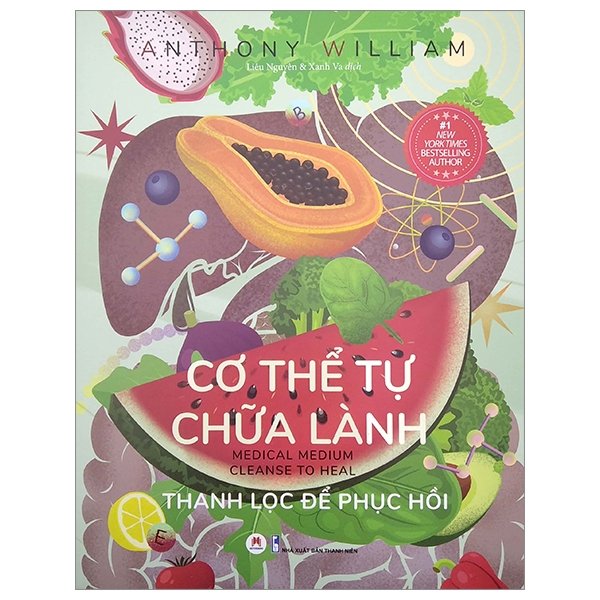 ANTHONY WILLIAM
Liều Nguyễn & Xanh Va dịch
B
#1
NEW
YORK TIMES
BESTSELLING
AUTHOR
CƠ THỂ TỰ
CHỮA LÀNH
MEDICAL MEDIUM
CLEANSE TO HEAL
THANH LỌC ĐỂ PHỤC HỒI
E
NHÀ XUẤT BẢN THANH NIÊN